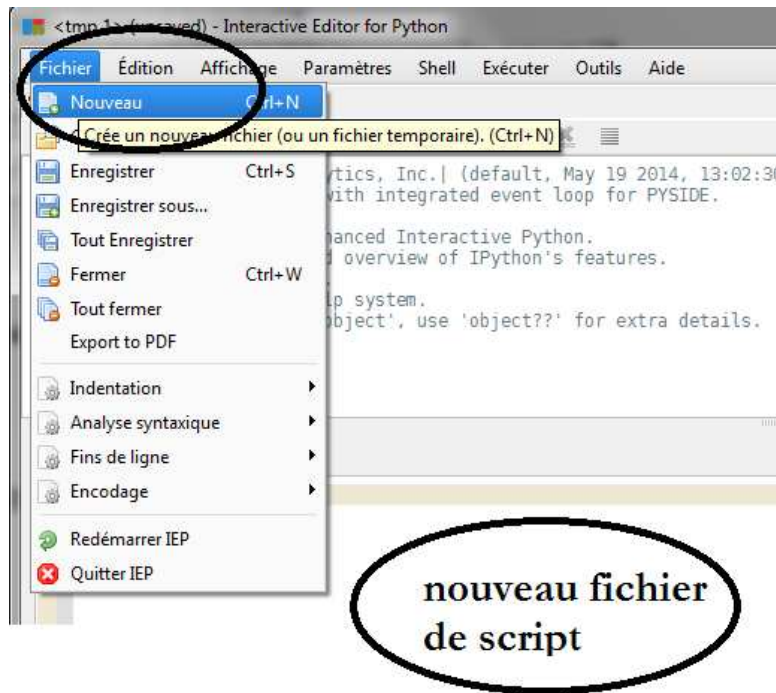 <tmp 1> (unsaved) - Interactive Editor for Python
Fichier Édition Affichage Paramètres Shell Exécuter Outils Aide
Nouveau Ctrl+N
Crée un nouveau fichier (ou un fichier temporaire). (Ctrl+N)
Enregistrer Ctrl+S
ytics, Inc.| (default, May 19 2014, 13:02:30
Enregistrer sous...
with integrated event loop for PYSIDE.
Tout Enregistrer
hanced Interactive Python.
Fermer Ctrl+W
overview of IPython's features.
Tout fermer
lp system.
object', use 'object??' for extra details.
Export to PDF
Indentation
Analyse syntaxique
Fins de ligne
Encodage
Redémarrer IEP
Quitter IEP
nouveau fichier
de script